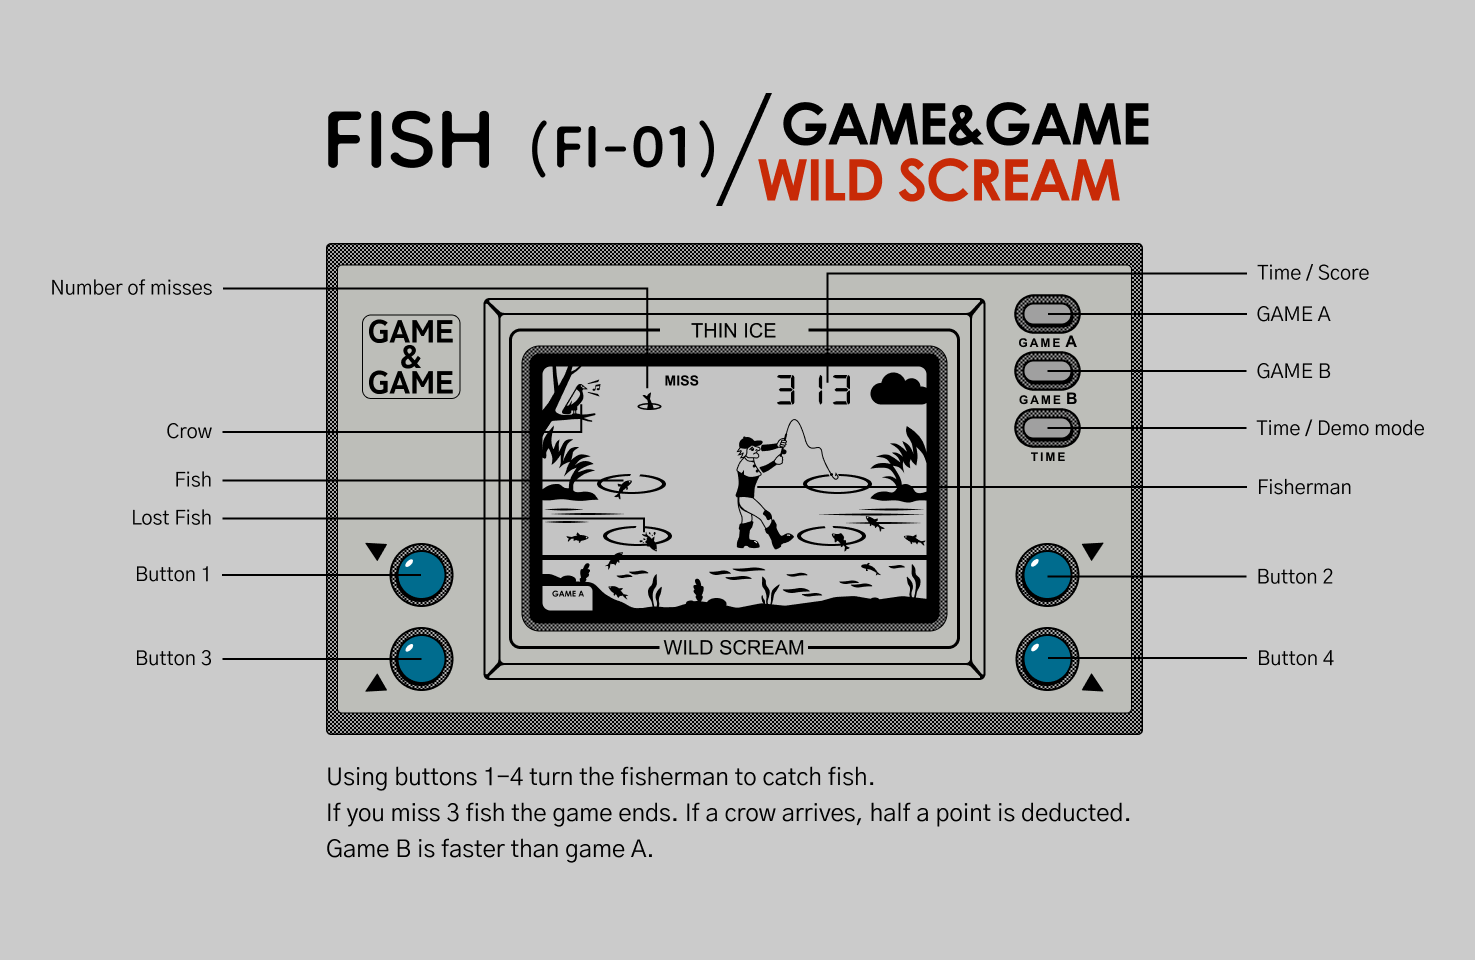 FISH (FI-01)/GAME&GAME
WILD SCREAM
Number of misses
Time / Score
GAME A
GAME B
Time / Demo mode
Crow
Fish
Lost Fish
Fisherman
Button 1
Button 2
Button 3
Button 4
GAME
&
GAME
THIN ICE
GAME A
GAME B
TIME
MISS
313
GAME A
WILD SCREAM
Using buttons 1-4 turn the fisherman to catch fish.
If you miss 3 fish the game ends. If a crow arrives, half a point is deducted.
Game B is faster than game A.